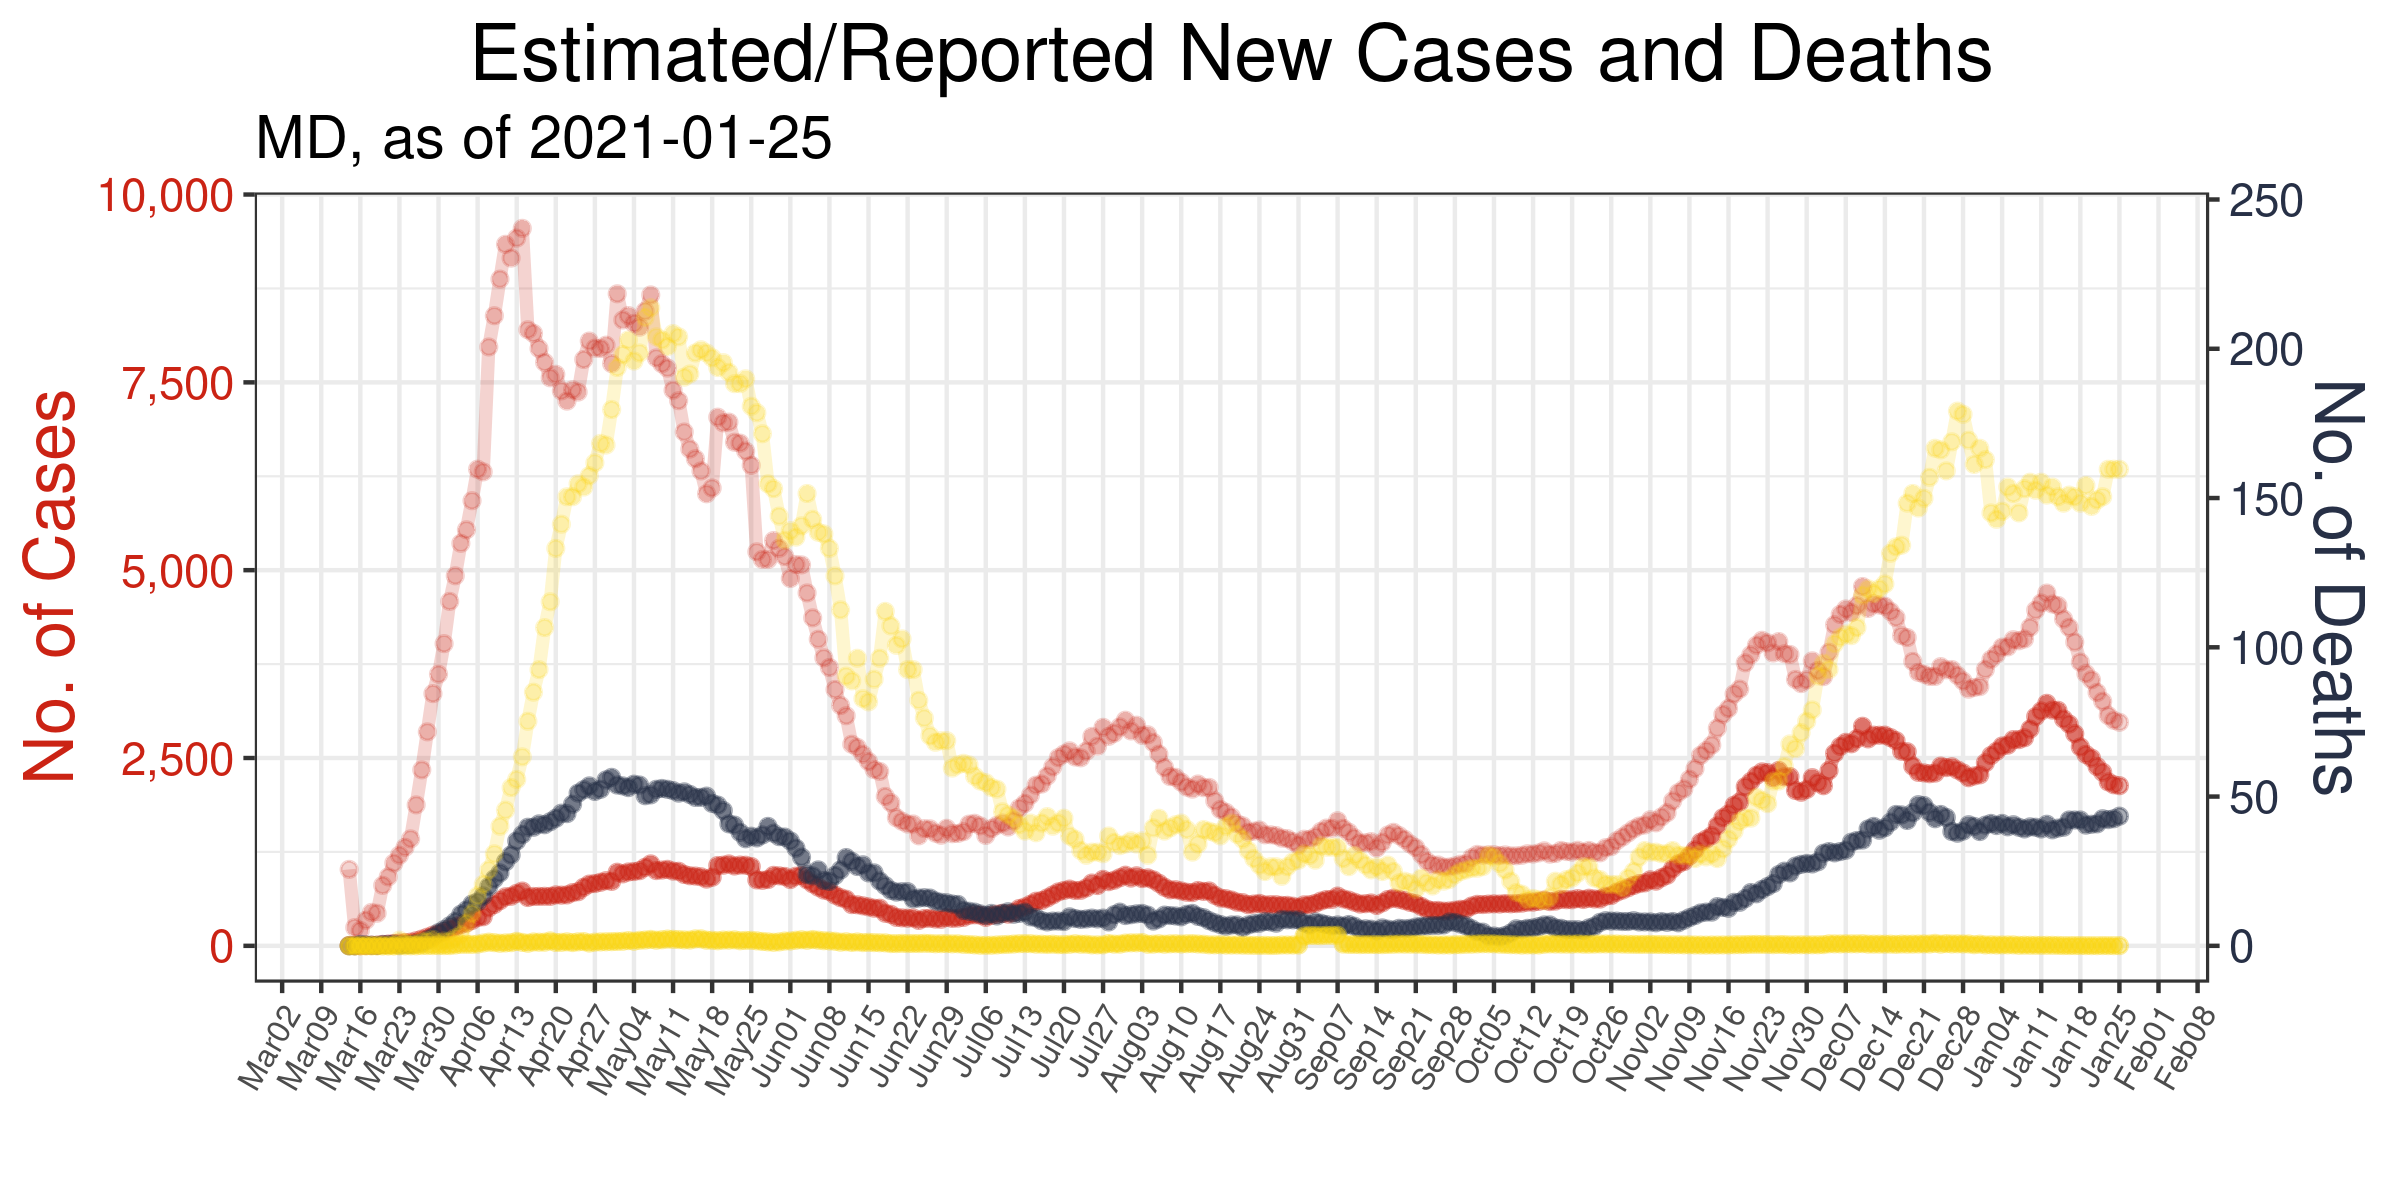 Estimated/Reported New Cases and Deaths
MD, as of 2021-01-25
No. of Cases
10,000
7,500
5,000
2,500
0
250
200
150
100
50
0
No. of Deaths
Mar02
Mar09
Mar16
Mar23
Mar30
Apr06
Apr13
Apr20
Apr27
May04
May11
May18
May25
Jun01
Jun08
Jun15
Jun22
Jun29
Jul06
Jul13
Jul20
Jul27
Aug03
Aug10
Aug17
Aug24
Aug31
Sep07
Sep14
Sep21
Sep28
Oct05
Oct12
Oct19
Oct26
Nov02
Nov09
Nov16
Nov23
Nov30
Dec07
Dec14
Dec21
Dec28
Jan04
Jan11
Jan18
Jan25
Feb01
Feb08